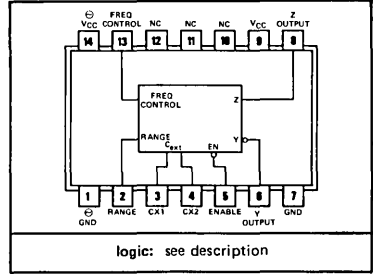 ⊖ FREQ Z
VCC CONTROL NC NC NC VCC OUTPUT
14 13 12 11 10 9 8
FREQ
CONTROL Z
RANGE Y
Cext EN
1 2 3 4 5 6 7
⊖ RANGE CX1 CX2 ENABLE Y GND
GND OUTPUT
logic: see description